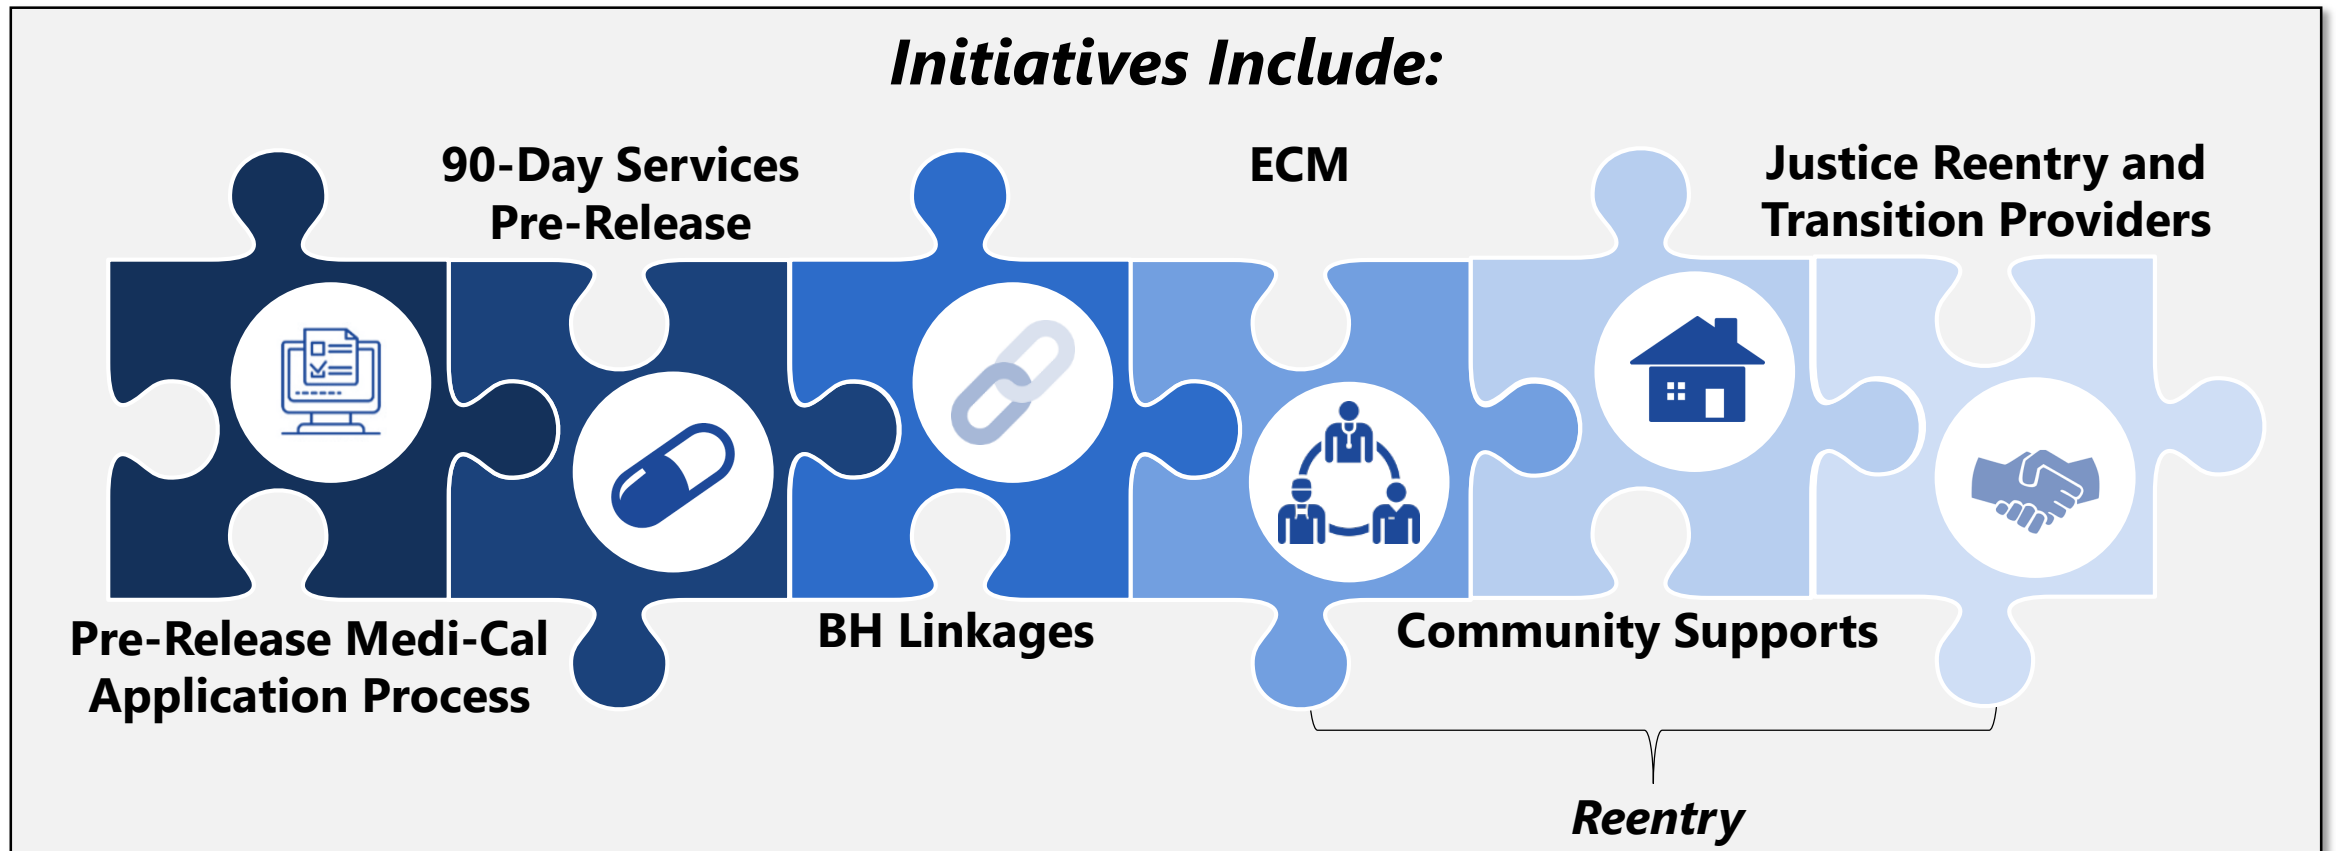 Initiatives Include:
Pre-Release Medi-Cal
Application Process
90-Day Services
Pre-Release
BH Linkages
ECM
Community Supports
Justice Reentry and
Transition Providers
Reentry